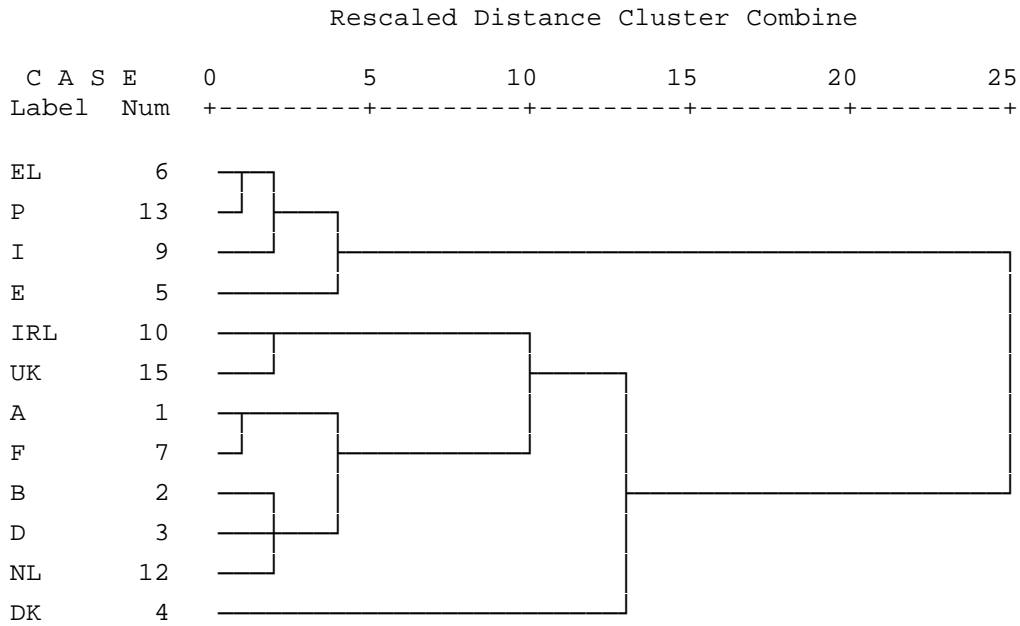 Rescaled Distance Cluster Combine
C A S E 0 5 10 15 20 25
Label Num +---------+---------+---------+---------+---------+
EL 6
P 13
I 9
E 5
IRL 10
UK 15
A 1
F 7
B 2
D 3
NL 12
DK 4